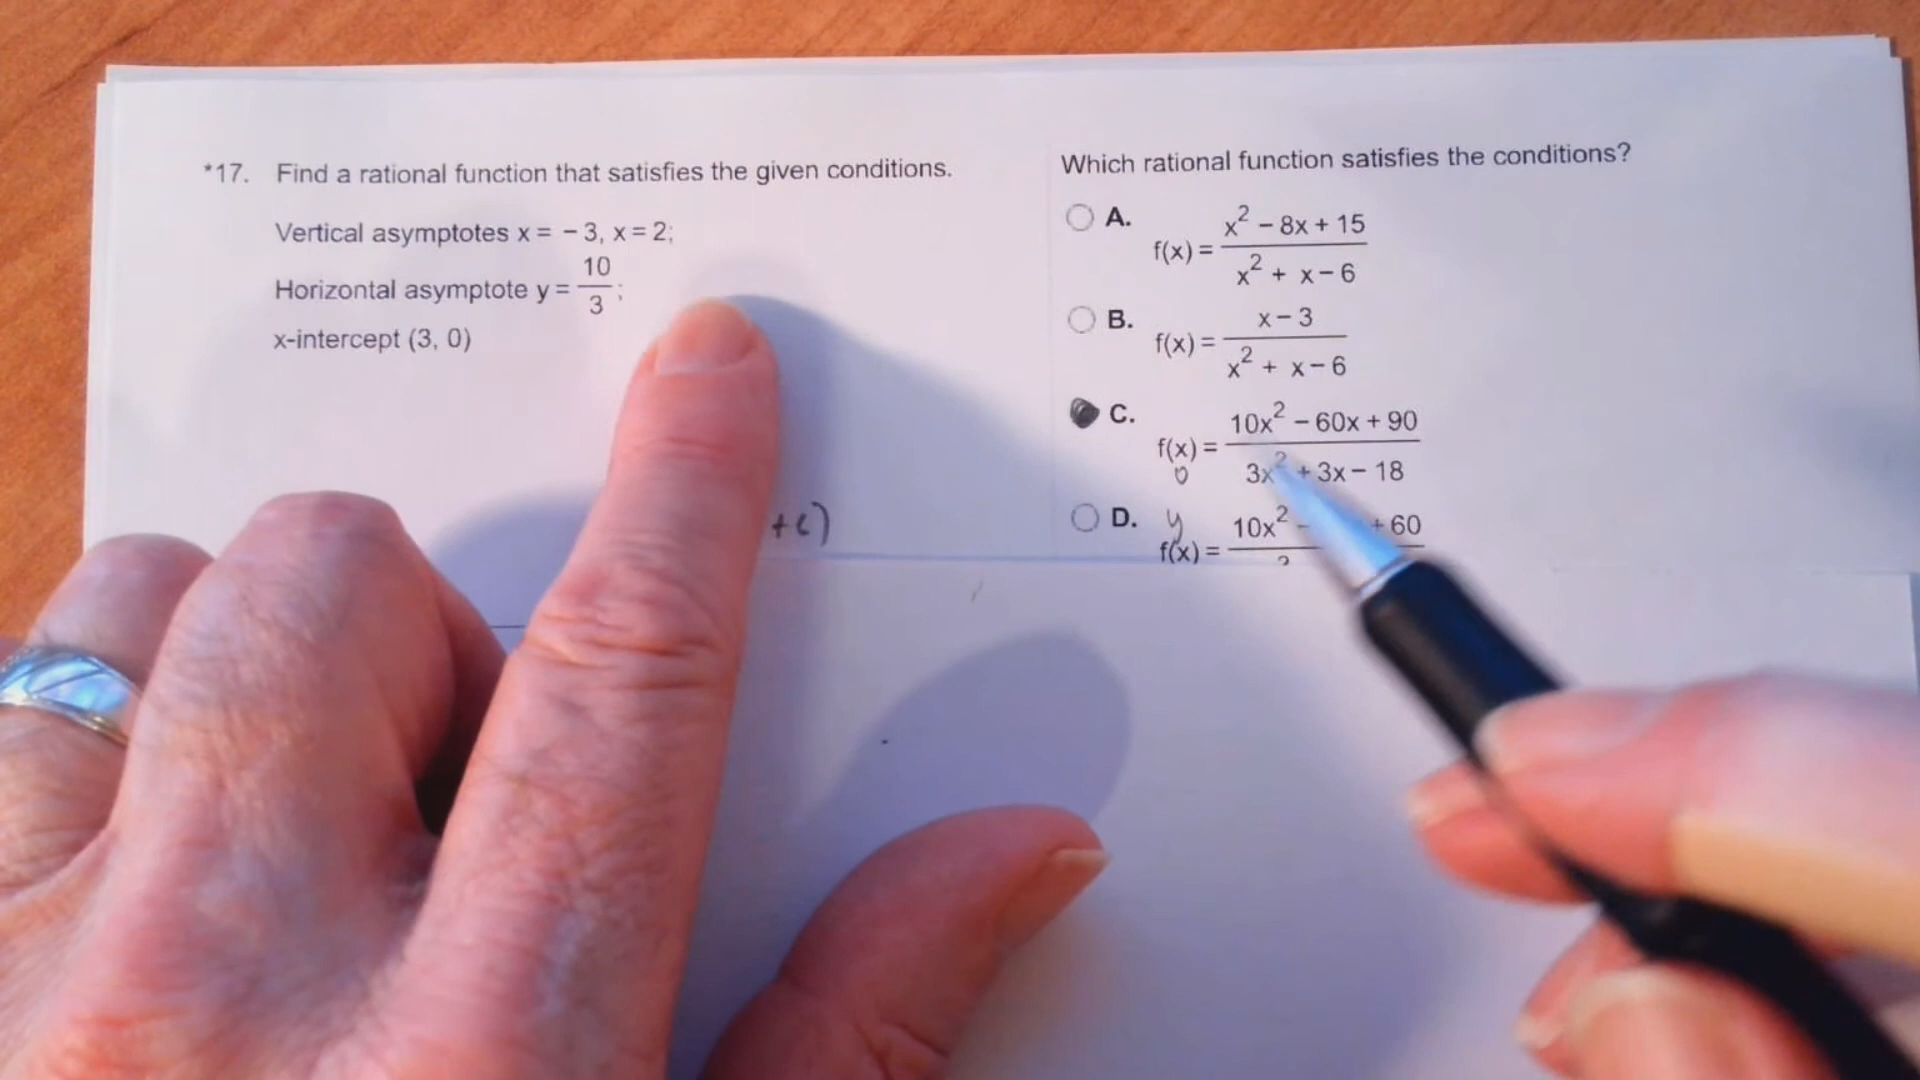 *17. Find a rational function that satisfies the given conditions.
Vertical asymptotes x = − 3, x = 2;
Horizontal asymptote y = 10/3;
x-intercept (3, 0)
Which rational function satisfies the conditions?
A. f(x) = x² − 8x + 15 / x² + x − 6
B. f(x) = x − 3 / x² + x − 6
C. f(x) = 10x² − 60x + 90 / 3x² + 3x − 18
0
D. y
f(x) = 10x² − + 60